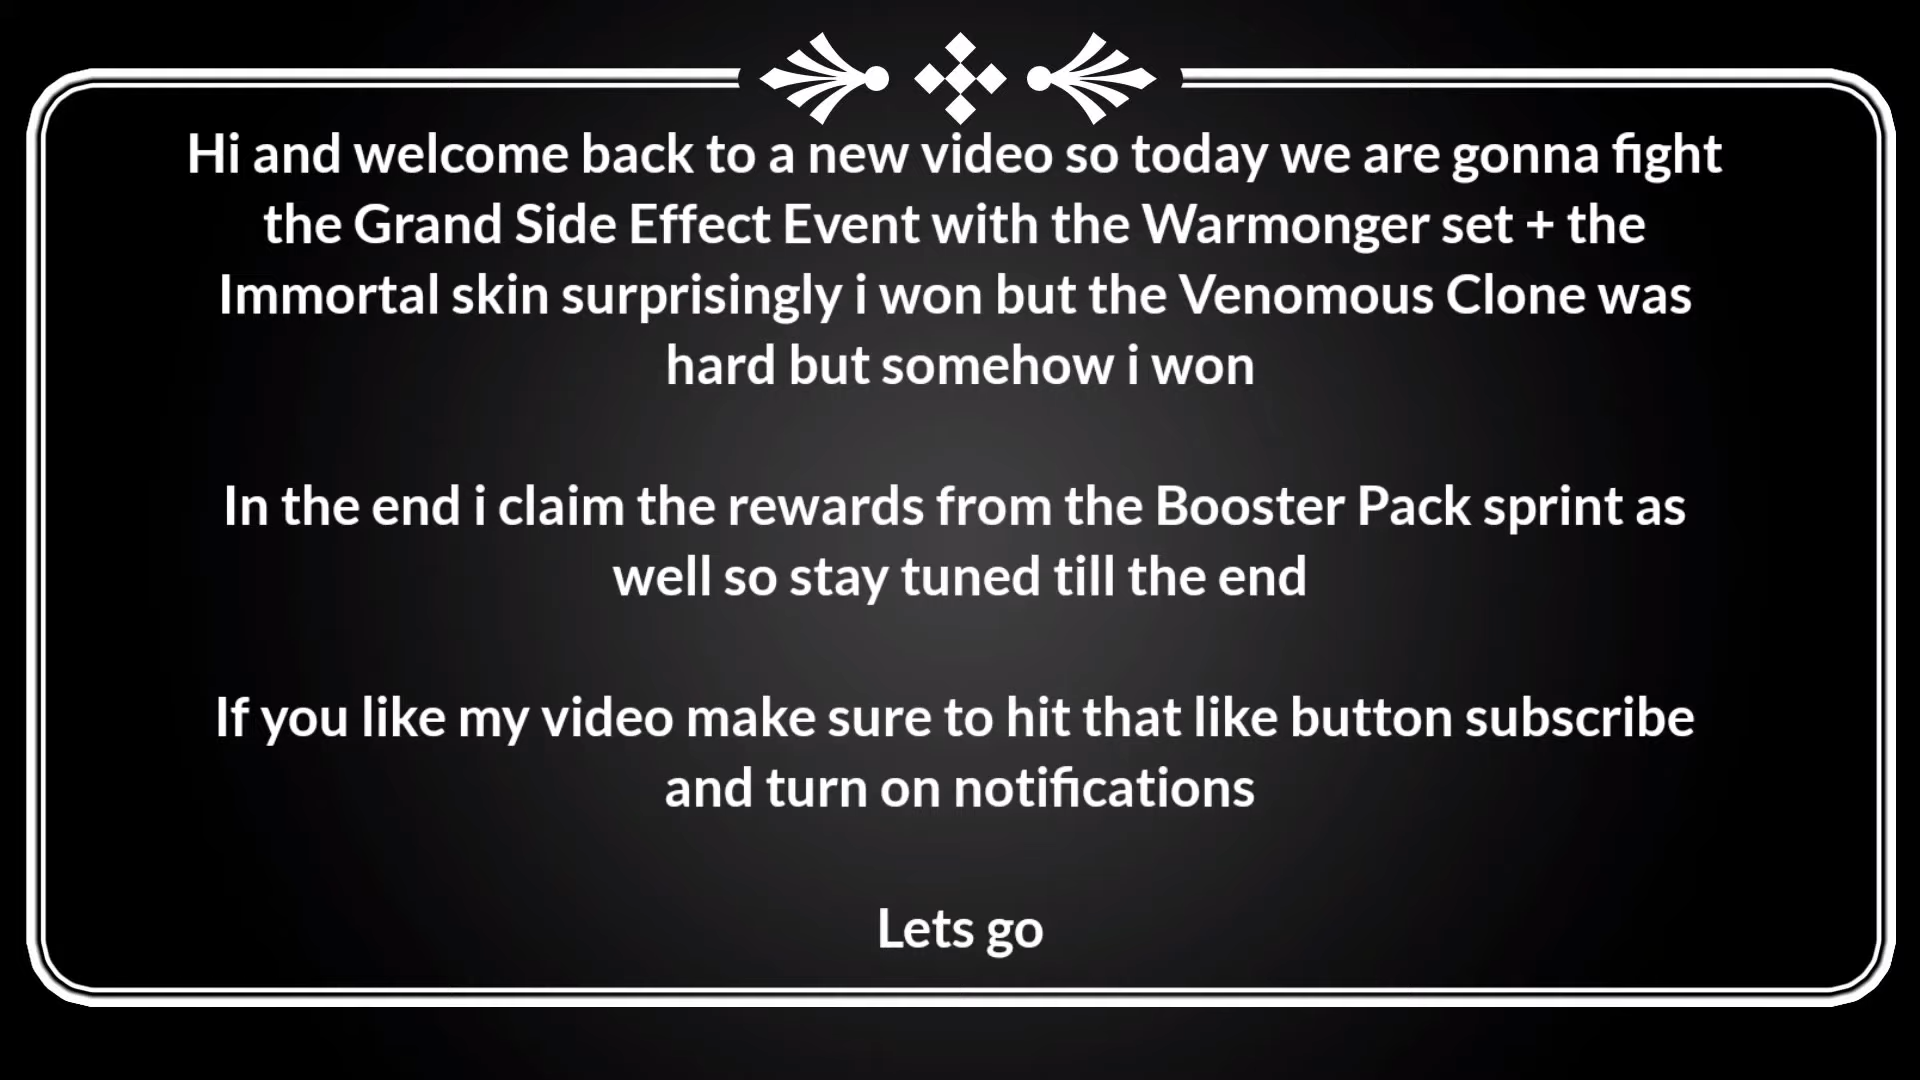 Hi and welcome back to a new video so today we are gonna fight
the Grand Side Effect Event with the Warmonger set + the
Immortal skin surprisingly i won but the Venomous Clone was
hard but somehow i won
In the end i claim the rewards from the Booster Pack sprint as
well so stay tuned till the end
If you like my video make sure to hit that like button subscribe
and turn on notifications
Lets go